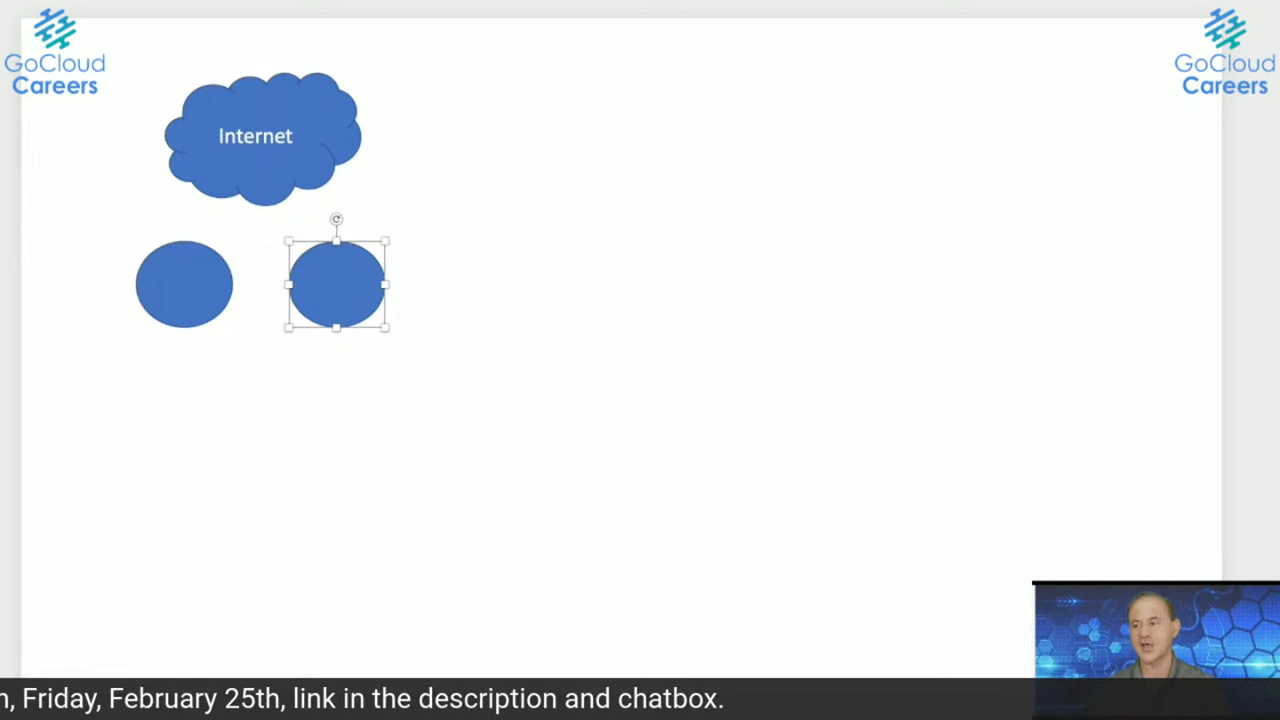 GoCloud
Careers
GoCloud
Careers
Internet
, Friday, February 25th, link in the description and chatbox.